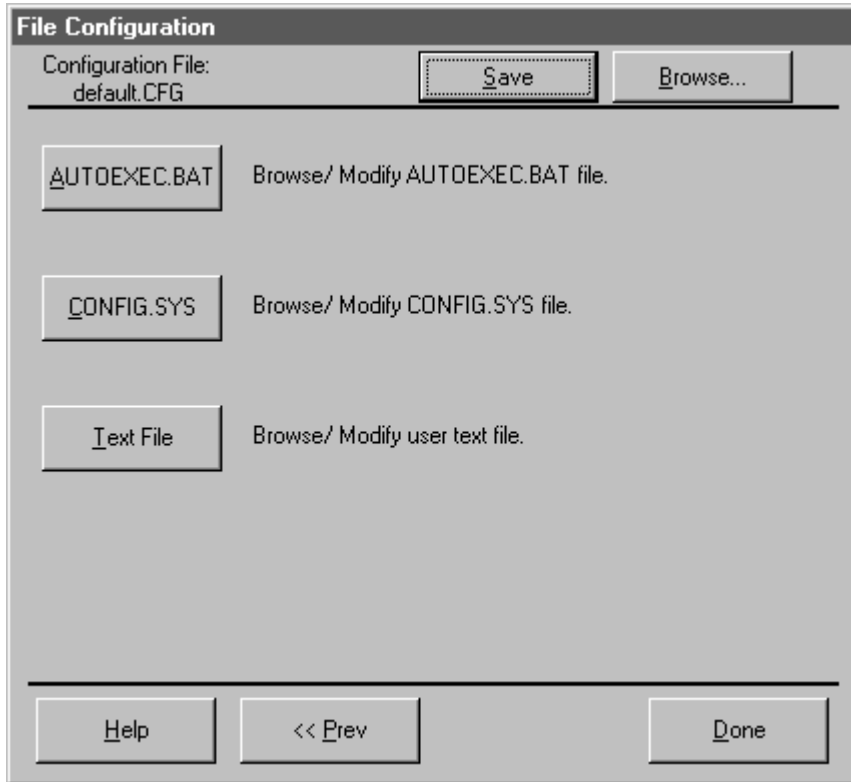 File Configuration
Configuration File:
default.CFG
Save
Browse...
AUTOEXEC.BAT
Browse/ Modify AUTOEXEC.BAT file.
CONFIG.SYS
Browse/ Modify CONFIG.SYS file.
Text File
Browse/ Modify user text file.
Help
<< Prev
Done